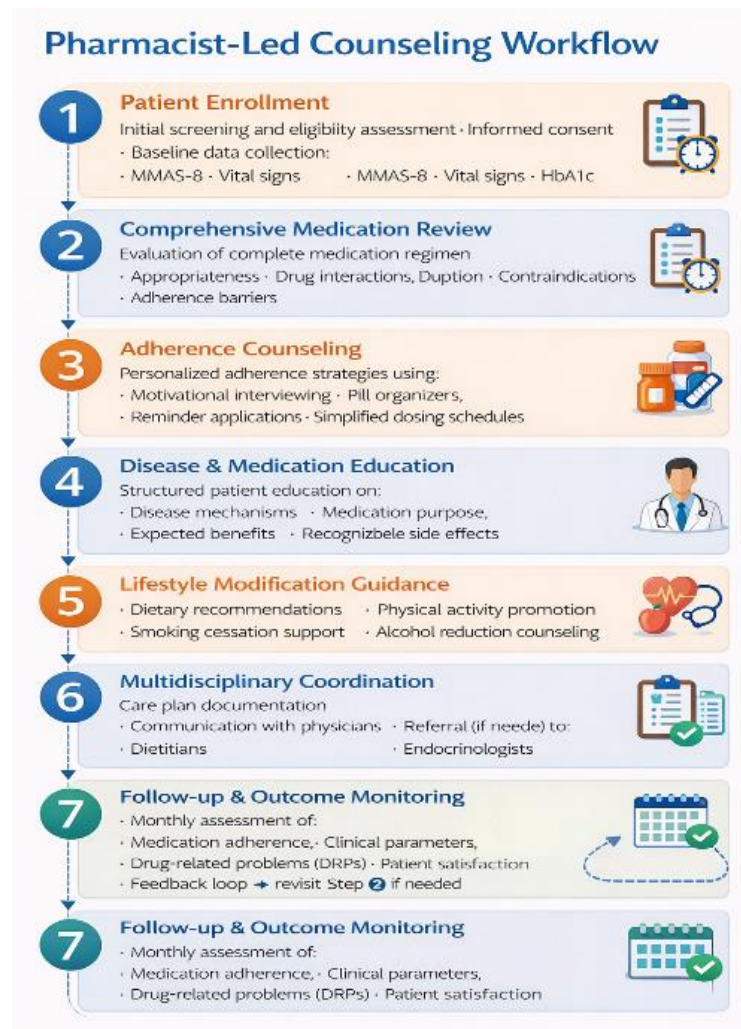 Pharmacist-Led Counseling Workflow
1
Patient Enrollment
Initial screening and eligibiity assessment · Informed consent
· Baseline data collection:
· MMAS-8 · Vital signs · MMAS-8 · Vital signs · HbA1c
2
Comprehensive Medication Review
Evaluation of complete medication regimen
· Appropriateness · Drug interactions, Duption · Contraindications
· Adherence barriers
3
Adherence Counseling
Personalized adherence strategies using:
· Motivational interviewing · Pill organizers,
· Reminder applications · Simplified dosing schedules
4
Disease & Medication Education
Structured patient education on:
· Disease mechanisms · Medication purpose,
· Expected benefits · Recognizbele side effects
5
Lifestyle Modification Guidance
· Dietary recommendations · Physical activity promotion
· Smoking cessation support · Alcohol reduction counseling
6
Multidisciplinary Coordination
Care plan documentation
· Communication with physicians · Referral (if neede) to:
· Dietitians · Endocrinologists
7
Follow-up & Outcome Monitoring
· Monthly assessment of:
· Medication adherence, · Clinical parameters,
· Drug-related problems (DRPs) · Patient satisfaction
· Feedback loop → revisit Step 2 if needed
7
Follow-up & Outcome Monitoring
· Monthly assessment of:
· Medication adherence, · Clinical parameters,
· Drug-related problems (DRPs) · Patient satisfaction